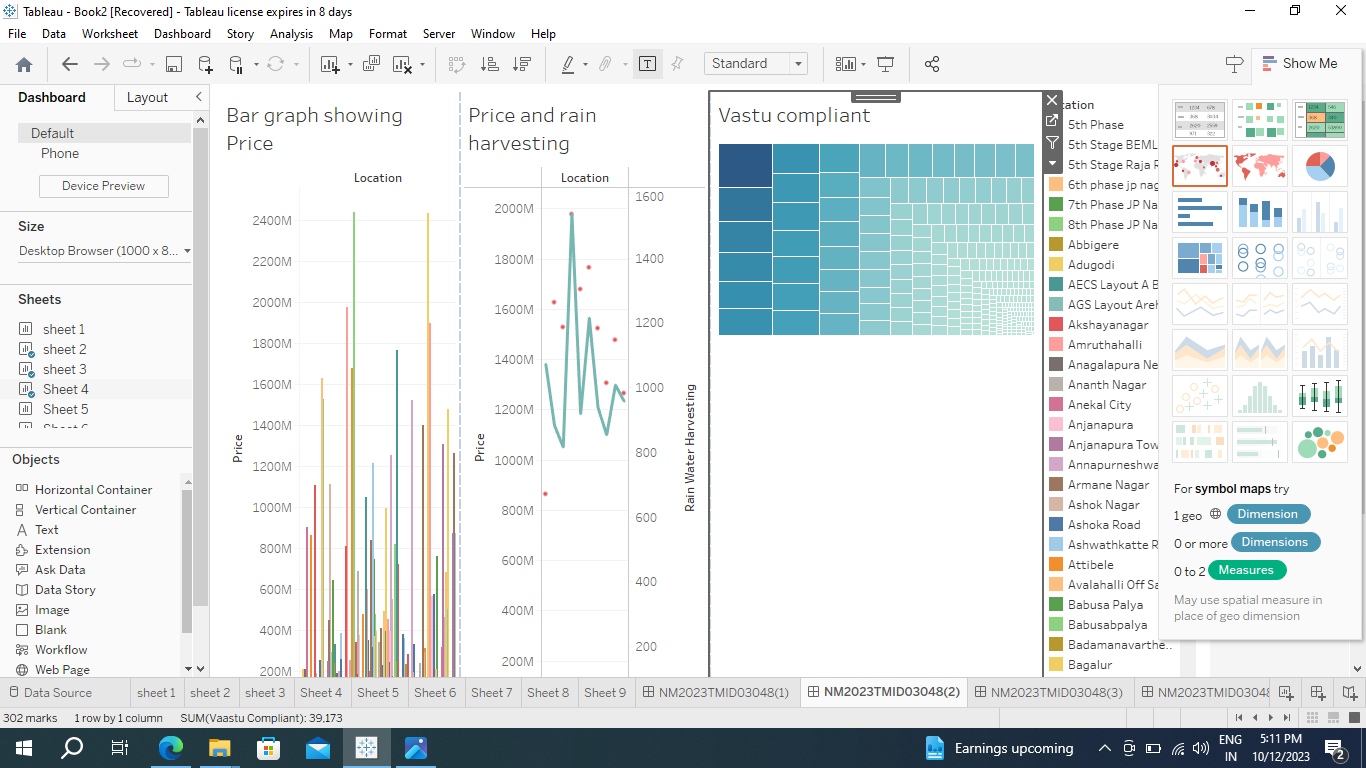 Tableau - Book2 [Recovered] - Tableau license expires in 8 days
File Data Worksheet Dashboard Story Analysis Map Format Server Window Help
Standard
Show Me
Dashboard Layout
Default
Phone
Device Preview
Size
Desktop Browser (1000 x 8...
Sheets
sheet 1
sheet 2
sheet 3
Sheet 4
Sheet 5
Objects
Horizontal Container
Vertical Container
Text
Extension
Ask Data
Data Story
Image
Blank
Workflow
Web Page
Bar graph showing
Price
Location
2400M
2200M
2000M
1800M
1600M
1400M
1200M
1000M
800M
600M
400M
200M
Price
Price and rain
harvesting
Location
2000M
1800M
1600M
1400M
1200M
1000M
800M
600M
400M
200M
Price
1600
1400
1200
1000
800
600
400
200
Rain Water Harvesting
Vastu compliant
5th Phase
5th Stage BEML
5th Stage Raja R
6th phase jp nag
7th Phase JP Na
8th Phase JP Na
Abbigere
Adugodi
AECS Layout A B
AGS Layout Areh
Akshayanagar
Amruthahalli
Anagalapura Ne
Ananth Nagar
Anekal City
Anjanapura
Anjanapura Tow
Annapurneshwa
Armane Nagar
Ashok Nagar
Ashoka Road
Ashwathkatte R
Attibele
Avalahalli Off Sa
Babusa Palya
Babusabpalya
Badamanavarthe..
Bagalur
For symbol maps try
1 geo Dimension
0 or more Dimensions
0 to 2 Measures
May use spatial measure in
place of geo dimension
Data Source sheet 1 sheet 2 sheet 3 Sheet 4 Sheet 5 Sheet 6 Sheet 7 Sheet 8 Sheet 9 NM2023TMID03048(1) NM2023TMID03048(2) NM2023TMID03048(3) NM2023TMID03048
302 marks 1 row by 1 column SUM(Vaastu Compliant): 39,173
Earnings upcoming
ENG
IN
5:11 PM
10/12/2023
2